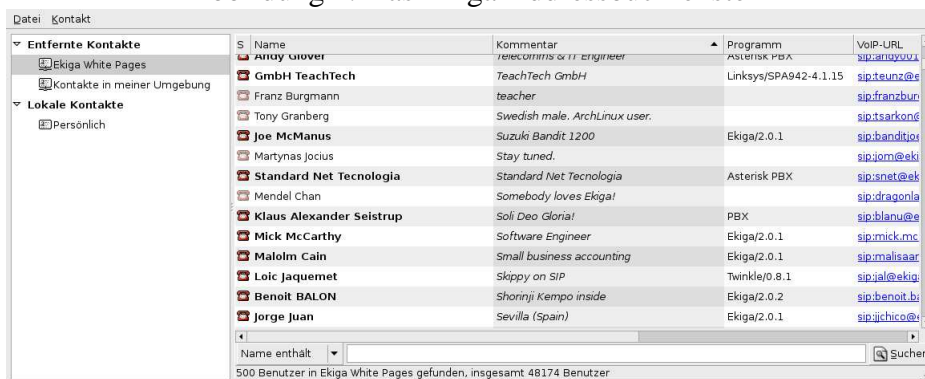 Datei Kontakt
Entfernte Kontakte
Ekiga White Pages
Kontakte in meiner Umgebung
Lokale Kontakte
Persönlich
S Name Kommentar Programm VoIP-URL
Andy Glover Telecomms & IT Engineer Asterisk PBX sip:andy001
GmbH TeachTech TeachTech GmbH Linksys/SPA942-4.1.15 sip:teunz@e
Franz Burgmann teacher sip:franzbur
Tony Granberg Swedish male. ArchLinux user. sip:tsarkon@
Joe McManus Suzuki Bandit 1200 Ekiga/2.0.1 sip:banditjoe
Martynas Jocius Stay tuned. sip:jom@eki
Standard Net Tecnologia Standard Net Tecnologia Asterisk PBX sip:snet@ek
Mendel Chan Somebody loves Ekiga! sip:dragonla
Klaus Alexander Seistrup Soli Deo Gloria! PBX sip:blanu@e
Mick McCarthy Software Engineer Ekiga/2.0.1 sip:mick.mc
Malolm Cain Small business accounting Ekiga/2.0.1 sip:malisaar
Loic Jaquemet Skippy on SIP Twinkle/0.8.1 sip:jal@ekiga
Benoit BALON Shorinji Kempo inside Ekiga/2.0.2 sip:benoit.ba
Jorge Juan Sevilla (Spain) Ekiga/2.0.1 sip:jjchico@e
Name enthält Suchen
500 Benutzer in Ekiga White Pages gefunden, insgesamt 48174 Benutzer